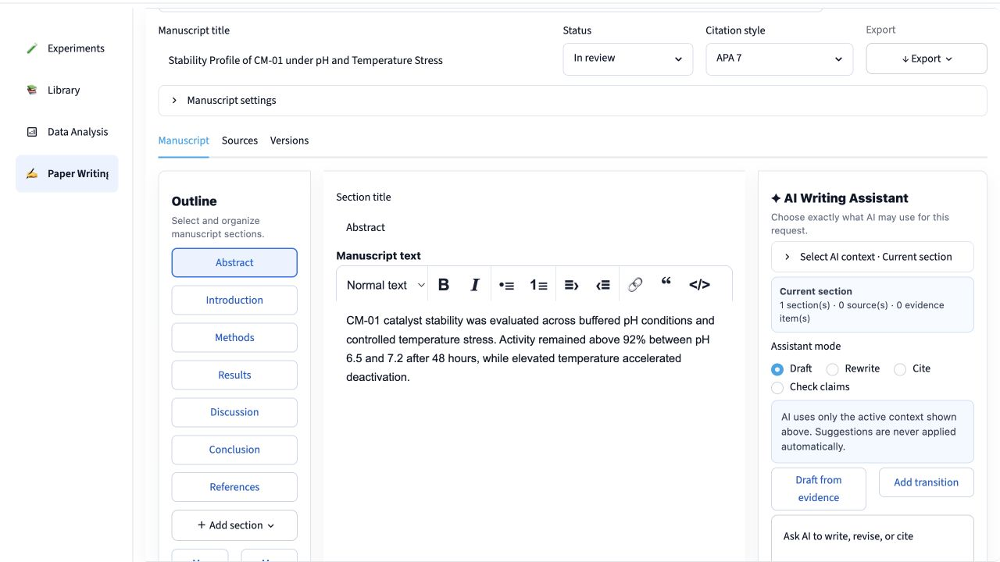 Experiments
Library
Data Analysis
Paper Writing
Manuscript title
Stability Profile of CM-01 under pH and Temperature Stress
Status
In review
Citation style
APA 7
Export
↓ Export
Manuscript settings
Manuscript
Sources
Versions
Outline
Select and organize
manuscript sections.
Abstract
Introduction
Methods
Results
Discussion
Conclusion
References
+ Add section
Section title
Abstract
Manuscript text
Normal text
CM-01 catalyst stability was evaluated across buffered pH conditions and
controlled temperature stress. Activity remained above 92% between pH
6.5 and 7.2 after 48 hours, while elevated temperature accelerated
deactivation.
✦ AI Writing Assistant
Choose exactly what AI may use for this
request.
Select AI context · Current section
Current section
1 section(s) · 0 source(s) · 0 evidence
item(s)
Assistant mode
Draft
Rewrite
Cite
Check claims
AI uses only the active context shown
above. Suggestions are never applied
automatically.
Draft from
evidence
Add transition
Ask AI to write, revise, or cite